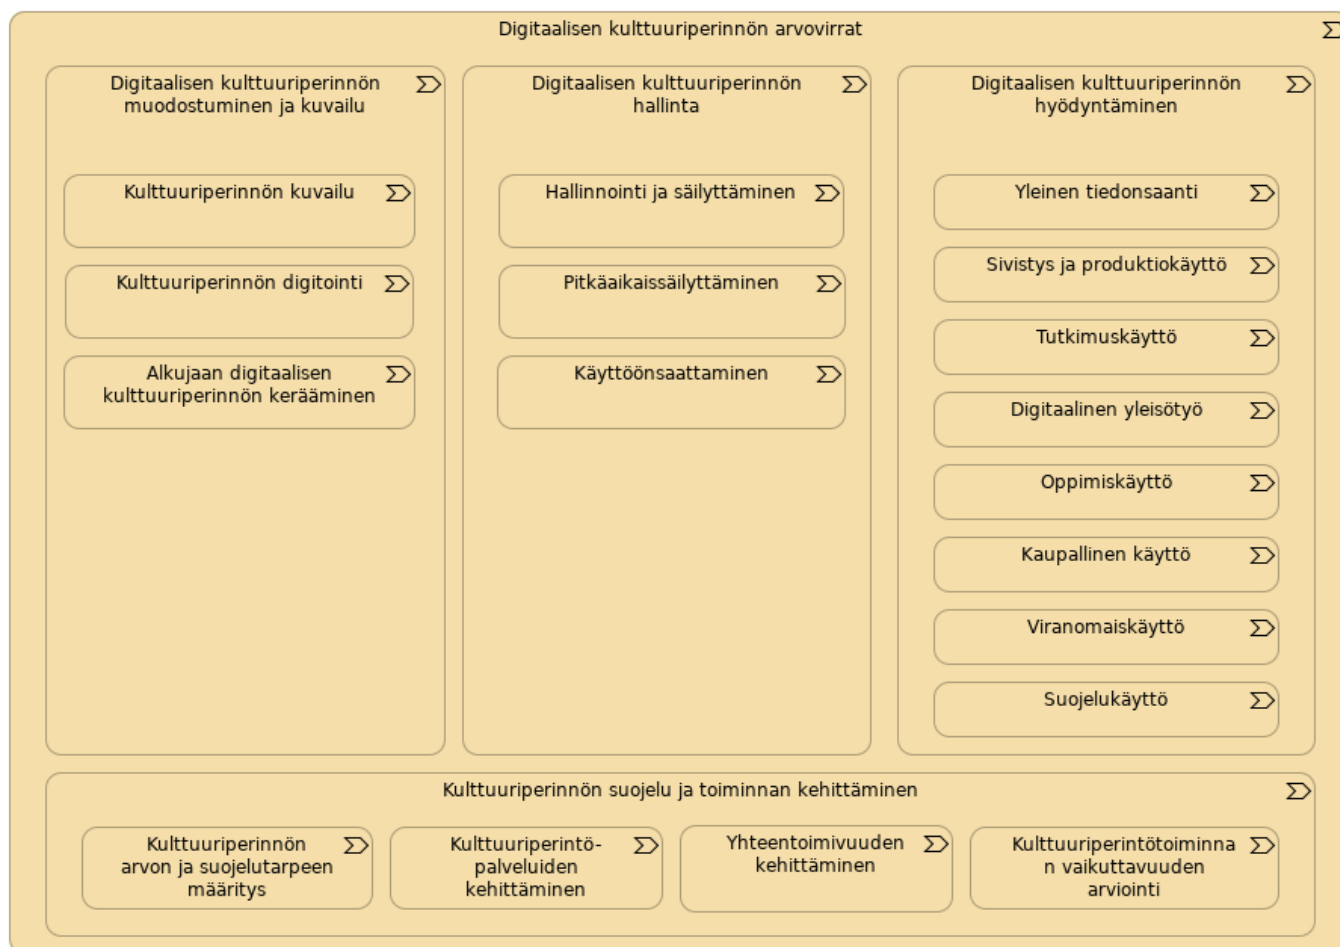 Digitaalisen kulttuuriperinnön arvovirrat
Digitaalisen kulttuuriperinnön
muodostuminen ja kuvailu
Kulttuuriperinnön kuvailu
Kulttuuriperinnön digitointi
Alkujaan digitaalisen
kulttuuriperinnön kerääminen
Digitaalisen kulttuuriperinnön
hallinta
Hallinnointi ja säilyttäminen
Pitkäaikaissäilyttäminen
Käyttöönsaattaminen
Digitaalisen kulttuuriperinnön
hyödyntäminen
Yleinen tiedonsaanti
Sivistys ja produktiokäyttö
Tutkimuskäyttö
Digitaalinen yleisötyö
Oppimiskäyttö
Kaupallinen käyttö
Viranomaiskäyttö
Suojelukäyttö
Kulttuuriperinnön suojelu ja toiminnan kehittäminen
Kulttuuriperinnön
arvon ja suojelutarpeen
määritys
Kulttuuriperintö-
palveluiden
kehittäminen
Yhteentoimivuuden
kehittäminen
Kulttuuriperintötoiminna
n vaikuttavuuden
arviointi